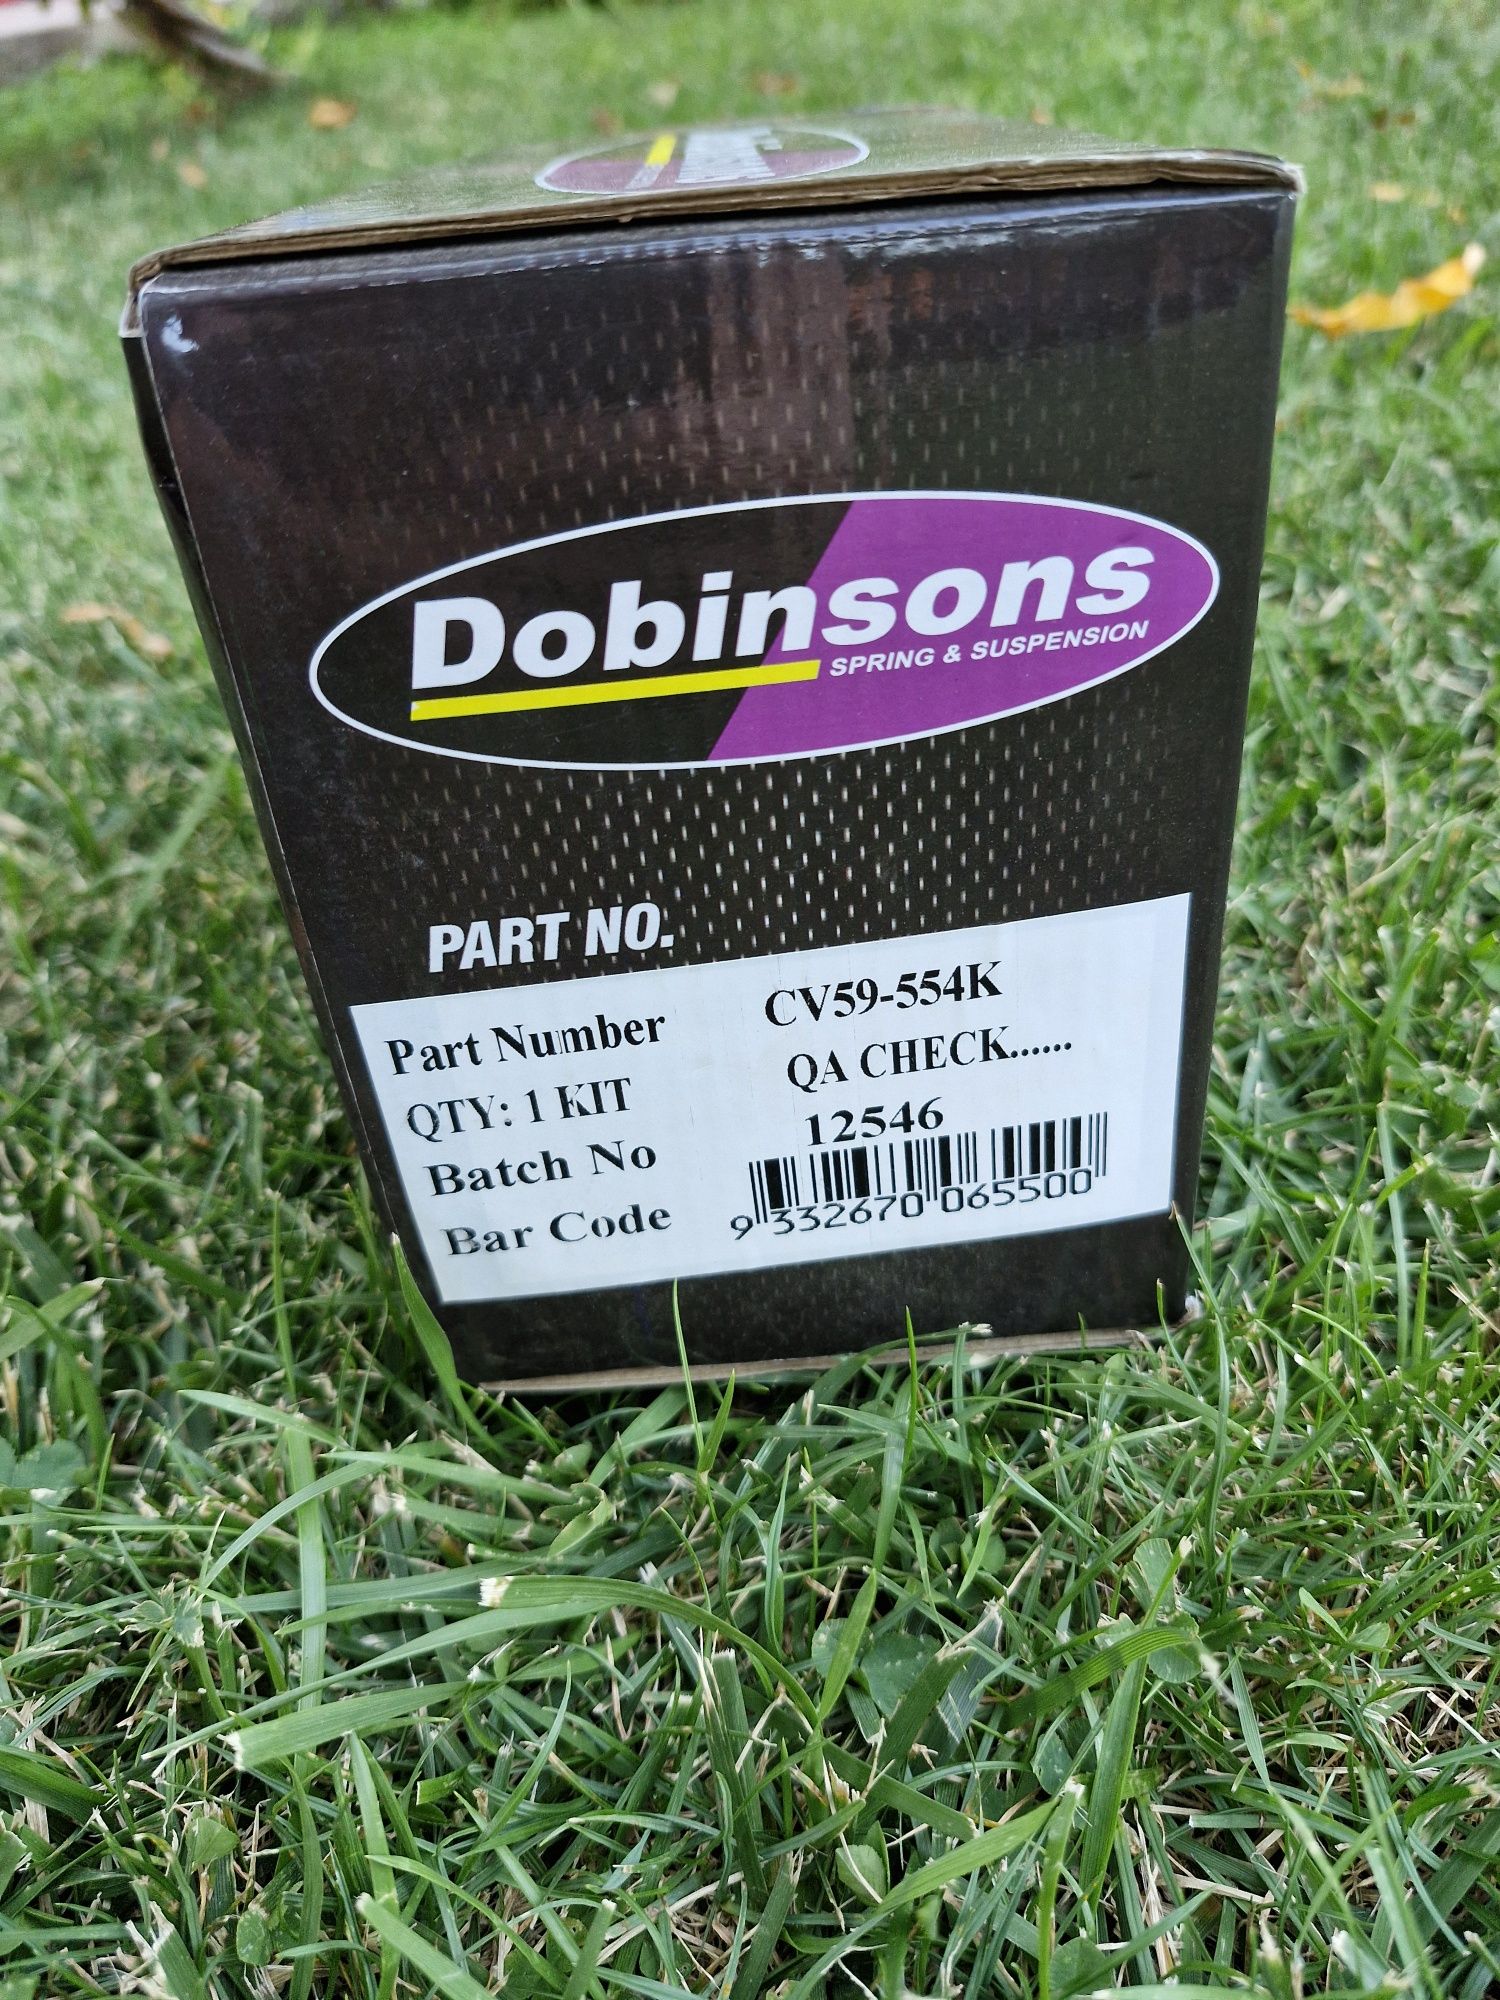 Dobinsons
SPRING & SUSPENSION
PART NO.
Part Number CV59-554K
QTY: 1 KIT QA CHECK......
Batch No 12546
Bar Code 9 332670 065500